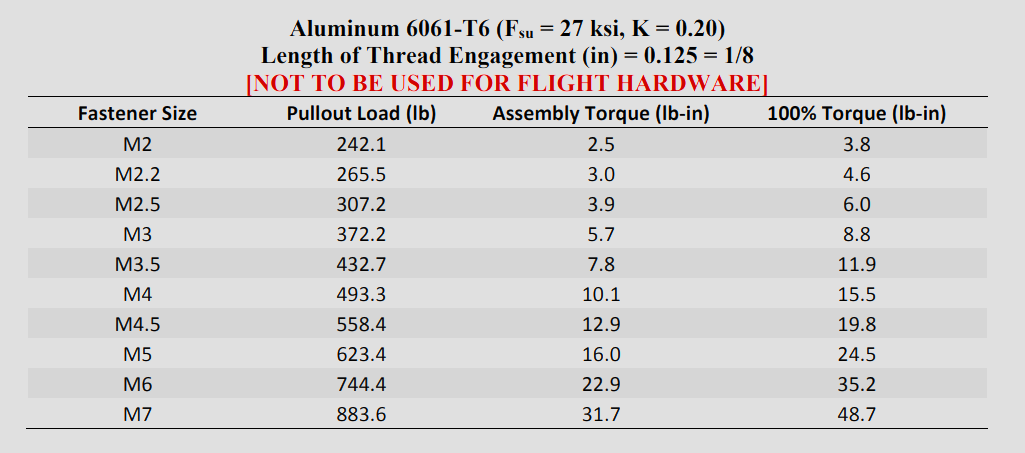 Aluminum 6061-T6 (Fsu = 27 ksi, K = 0.20)
Length of Thread Engagement (in) = 0.125 = 1/8
[NOT TO BE USED FOR FLIGHT HARDWARE]
Fastener Size Pullout Load (lb) Assembly Torque (lb-in) 100% Torque (lb-in)
M2 242.1 2.5 3.8
M2.2 265.5 3.0 4.6
M2.5 307.2 3.9 6.0
M3 372.2 5.7 8.8
M3.5 432.7 7.8 11.9
M4 493.3 10.1 15.5
M4.5 558.4 12.9 19.8
M5 623.4 16.0 24.5
M6 744.4 22.9 35.2
M7 883.6 31.7 48.7